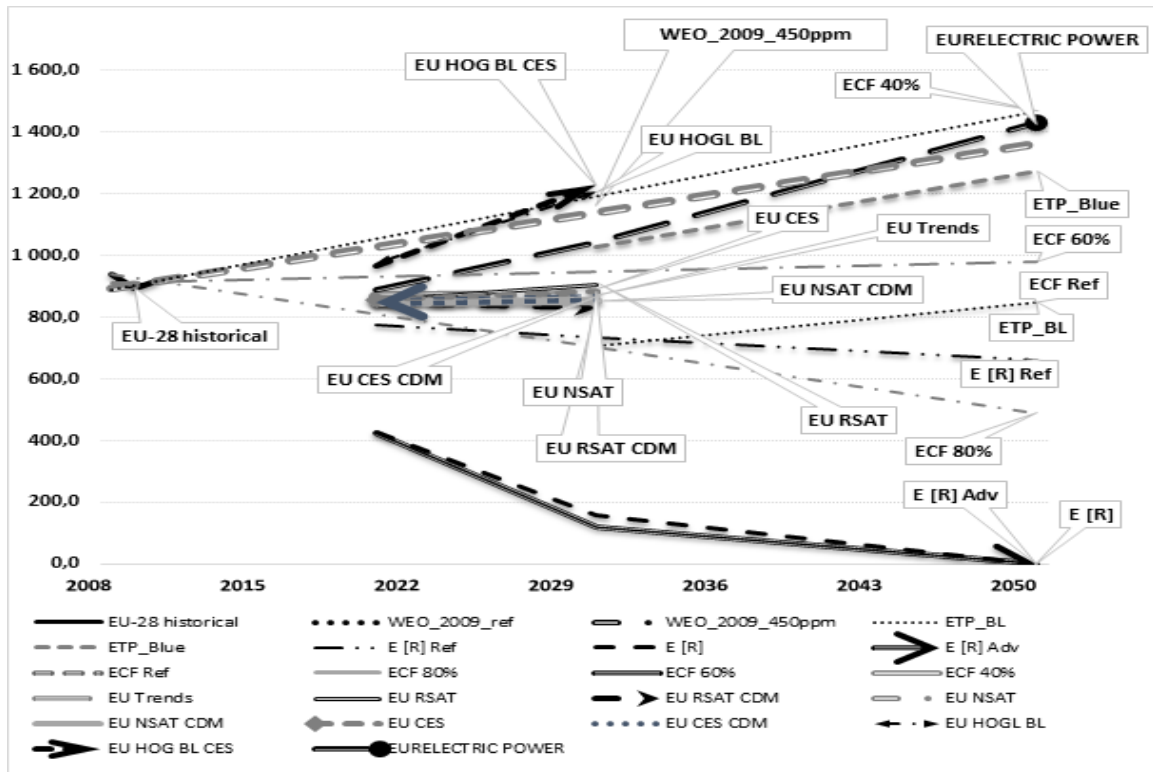 WEO_2009_450ppm
EURELECTRIC POWER
EU HOG BL CES
ECF 40%
1 600,0
1 400,0
EU HOGL BL
1 200,0
ETP_Blue
EU CES
EU Trends
ECF 60%
1 000,0
EU NSAT CDM
ECF Ref
800,0
EU-28 historical
ETP_BL
EU CES CDM
E [R] Ref
600,0
EU NSAT
EU RSAT
400,0
EU RSAT CDM
ECF 80%
200,0
E [R] Adv
E [R]
0,0
2008 2015 2022 2029 2036 2043 2050
EU-28 historical WEO_2009_ref WEO_2009_450ppm ETP_BL
ETP_Blue E [R] Ref E [R] E [R] Adv
ECF Ref ECF 80% ECF 60% ECF 40%
EU Trends EU RSAT EU RSAT CDM EU NSAT
EU NSAT CDM EU CES EU CES CDM EU HOGL BL
EU HOG BL CES EURELECTRIC POWER